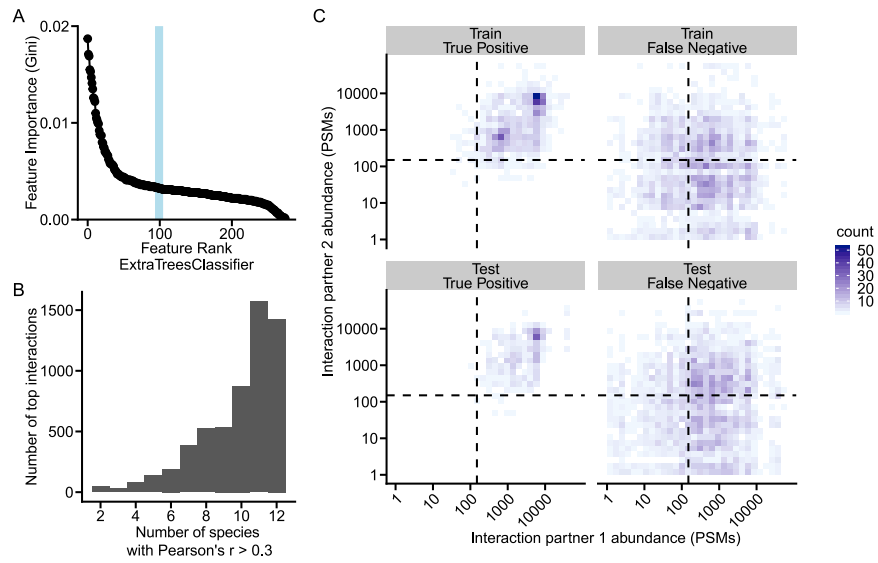 A
0.02
0.01
0.00
Feature Importance (Gini)
0
100
200
Feature Rank
ExtraTreesClassifier
B
1500
1000
500
0
Number of top interactions
2
4
6
8
10
12
Number of species
with Pearson's r > 0.3
C
Train
True Positive
Train
False Negative
10000
1000
100
10
1
Test
True Positive
Test
False Negative
10000
1000
100
10
1
Interaction partner 2 abundance (PSMs)
1
10
100
1000
10000
1
10
100
1000
10000
Interaction partner 1 abundance (PSMs)
count
50
40
30
20
10